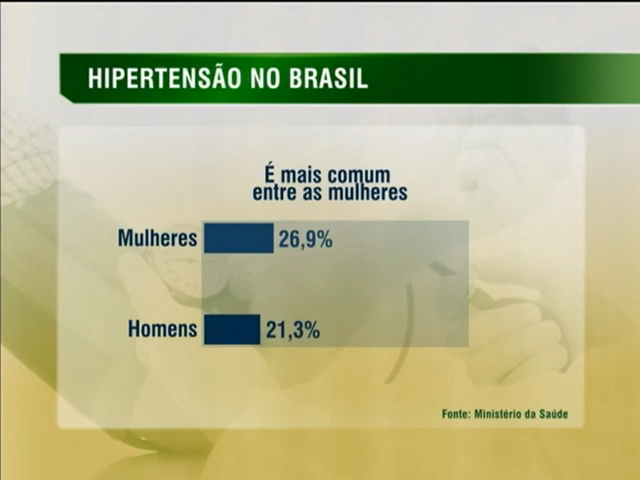 HIPERTENSÃO NO BRASIL
É mais comum
entre as mulheres
Mulheres 26,9%
Homens 21,3%
Fonte: Ministério da Saúde